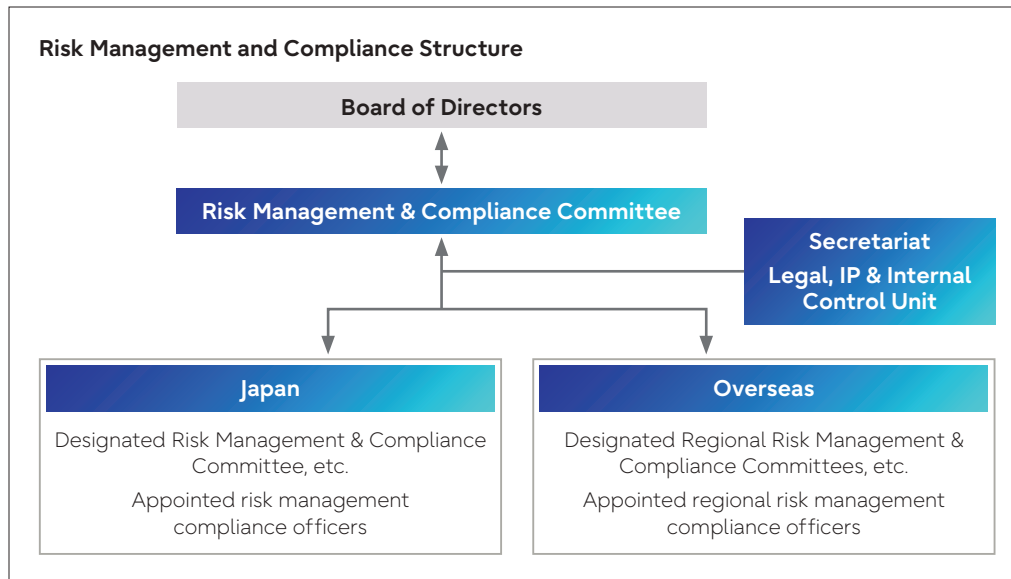 Risk Management and Compliance Structure
Board of Directors
Risk Management & Compliance Committee
Secretariat
Legal, IP & Internal
Control Unit
Japan
Designated Risk Management & Compliance
Committee, etc.
Appointed risk management
compliance officers
Overseas
Designated Regional Risk Management &
Compliance Committees, etc.
Appointed regional risk management
compliance officers